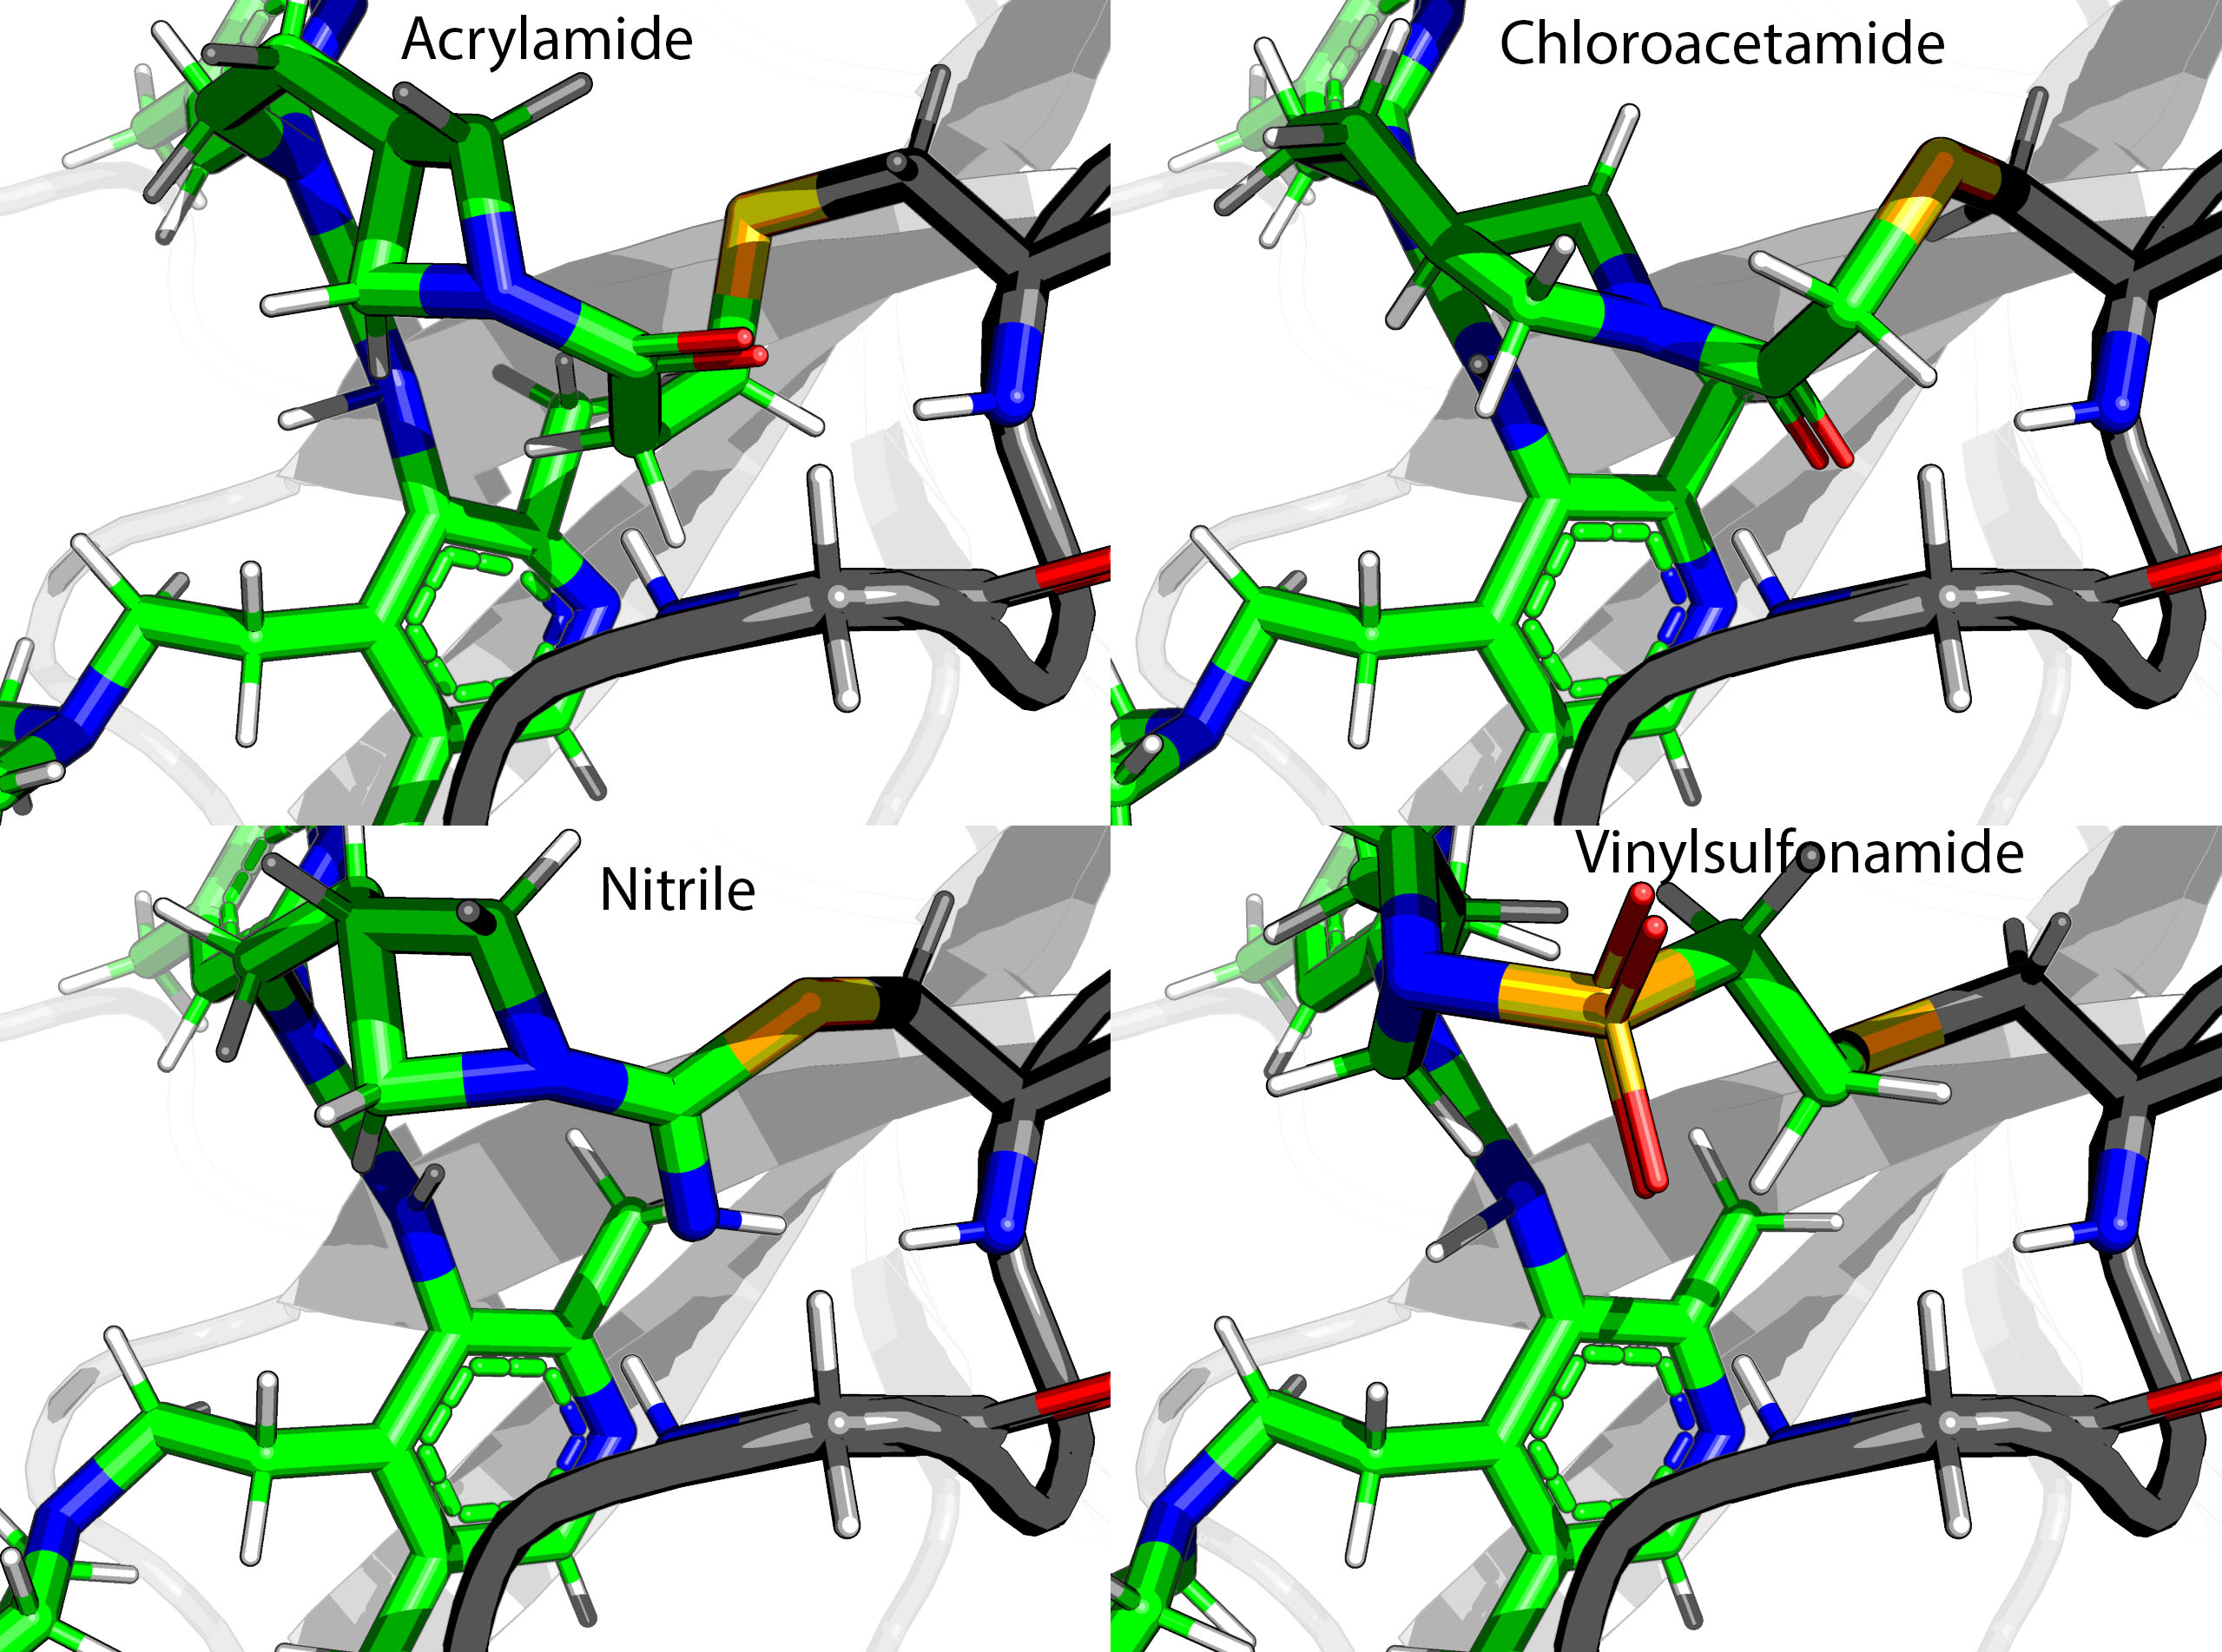 Acrylamide
Chloroacetamide
Nitrile
Vinylsulfonamide